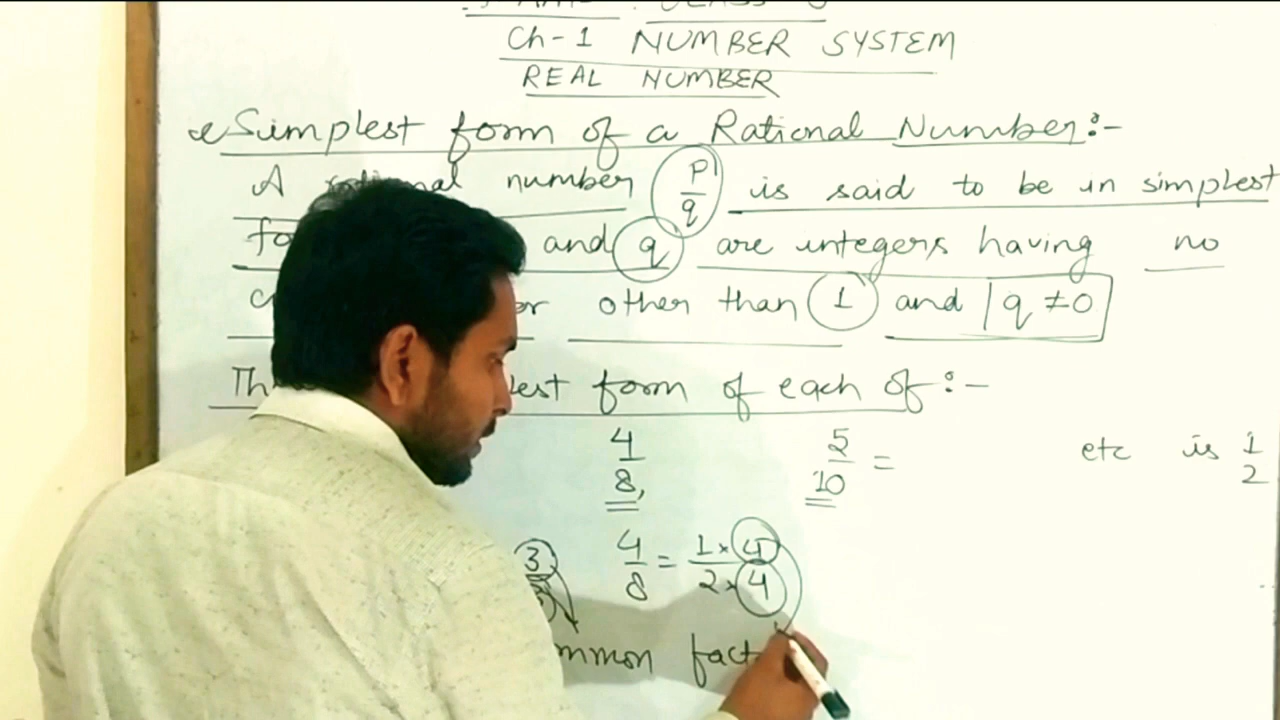 Ch-1 NUMBER SYSTEM
REAL NUMBER
Simplest form of a Rational Number:-
A rational number p/q is said to be in simplest
and q are integers having no
other than 1 and q ≠ 0
form of each of :-
4/8, 5/10 = etc is 1/2
3 4/8 = 1×4/2×4